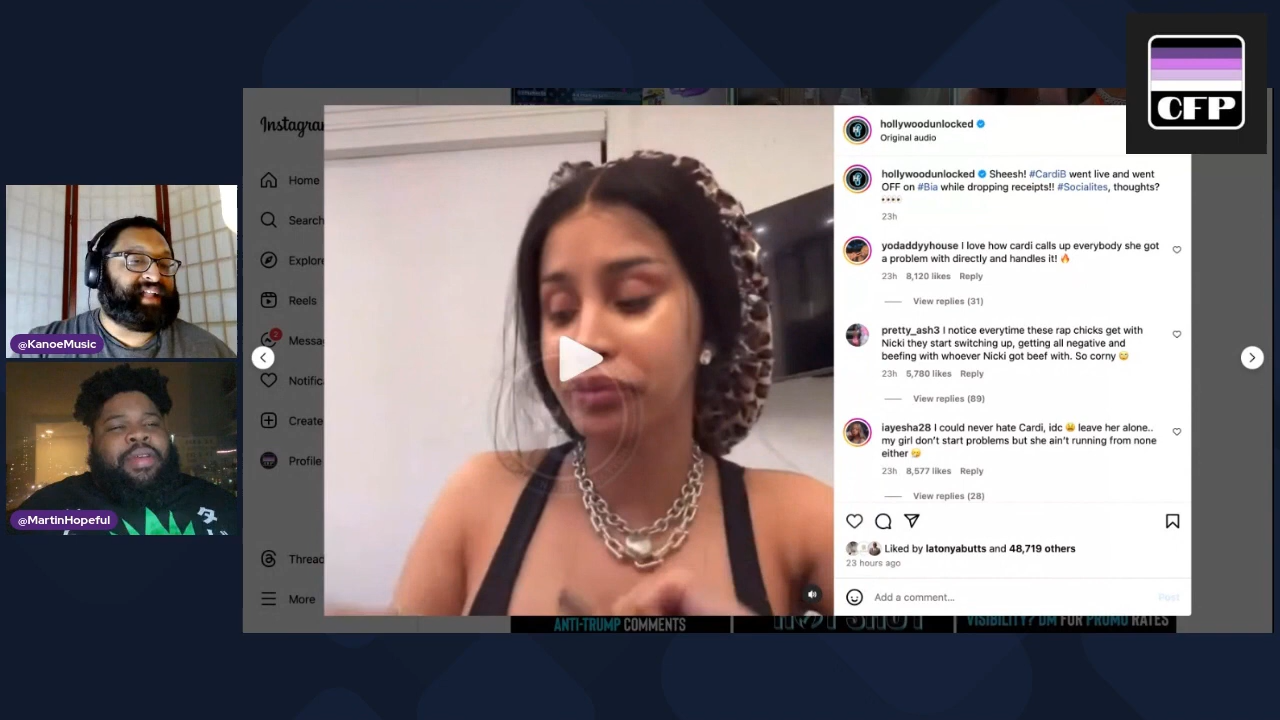 CFP
@KanoeMusic
@MartinHopeful
Home
Search
Explore
Reels
2
Create
Profile
More
hollywoodunlocked
Original audio
hollywoodunlocked Sheesh! #CardiB went live and went
OFF on #Bia while dropping receipts!! #Socialites, thoughts?
👀👀
23h
yodaddyyhouse I love how cardi calls up everybody she got
a problem with directly and handles it! 🔥
23h 8,120 likes Reply
View replies (31)
pretty_ash3 I notice everytime these rap chicks get with
Nicki they start switching up, getting all negative and
beefing with whoever Nicki got beef with. So corny 😅
23h 5,780 likes Reply
View replies (89)
iayesha28 I could never hate Cardi, idc 😩 leave her alone..
my girl don't start problems but she ain't running from none
either 😏
23h 8,577 likes Reply
View replies (28)
Liked by latonyabutts and 48,719 others
23 hours ago
Add a comment...
Post
ANTI-TRUMP COMMENTS
VISIBILITY? DM FOR PROMO RATES